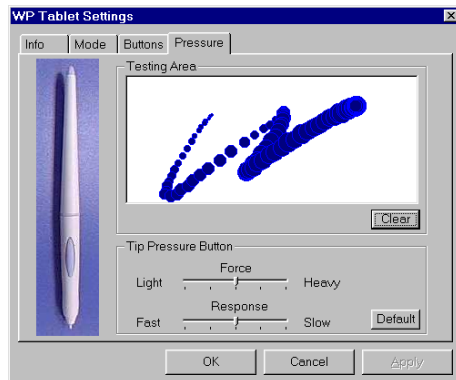 WP Tablet Settings
Info Mode Buttons Pressure
Testing Area
Clear
Tip Pressure Button
Force
Light Heavy
Response
Fast Slow
Default
OK Cancel Apply